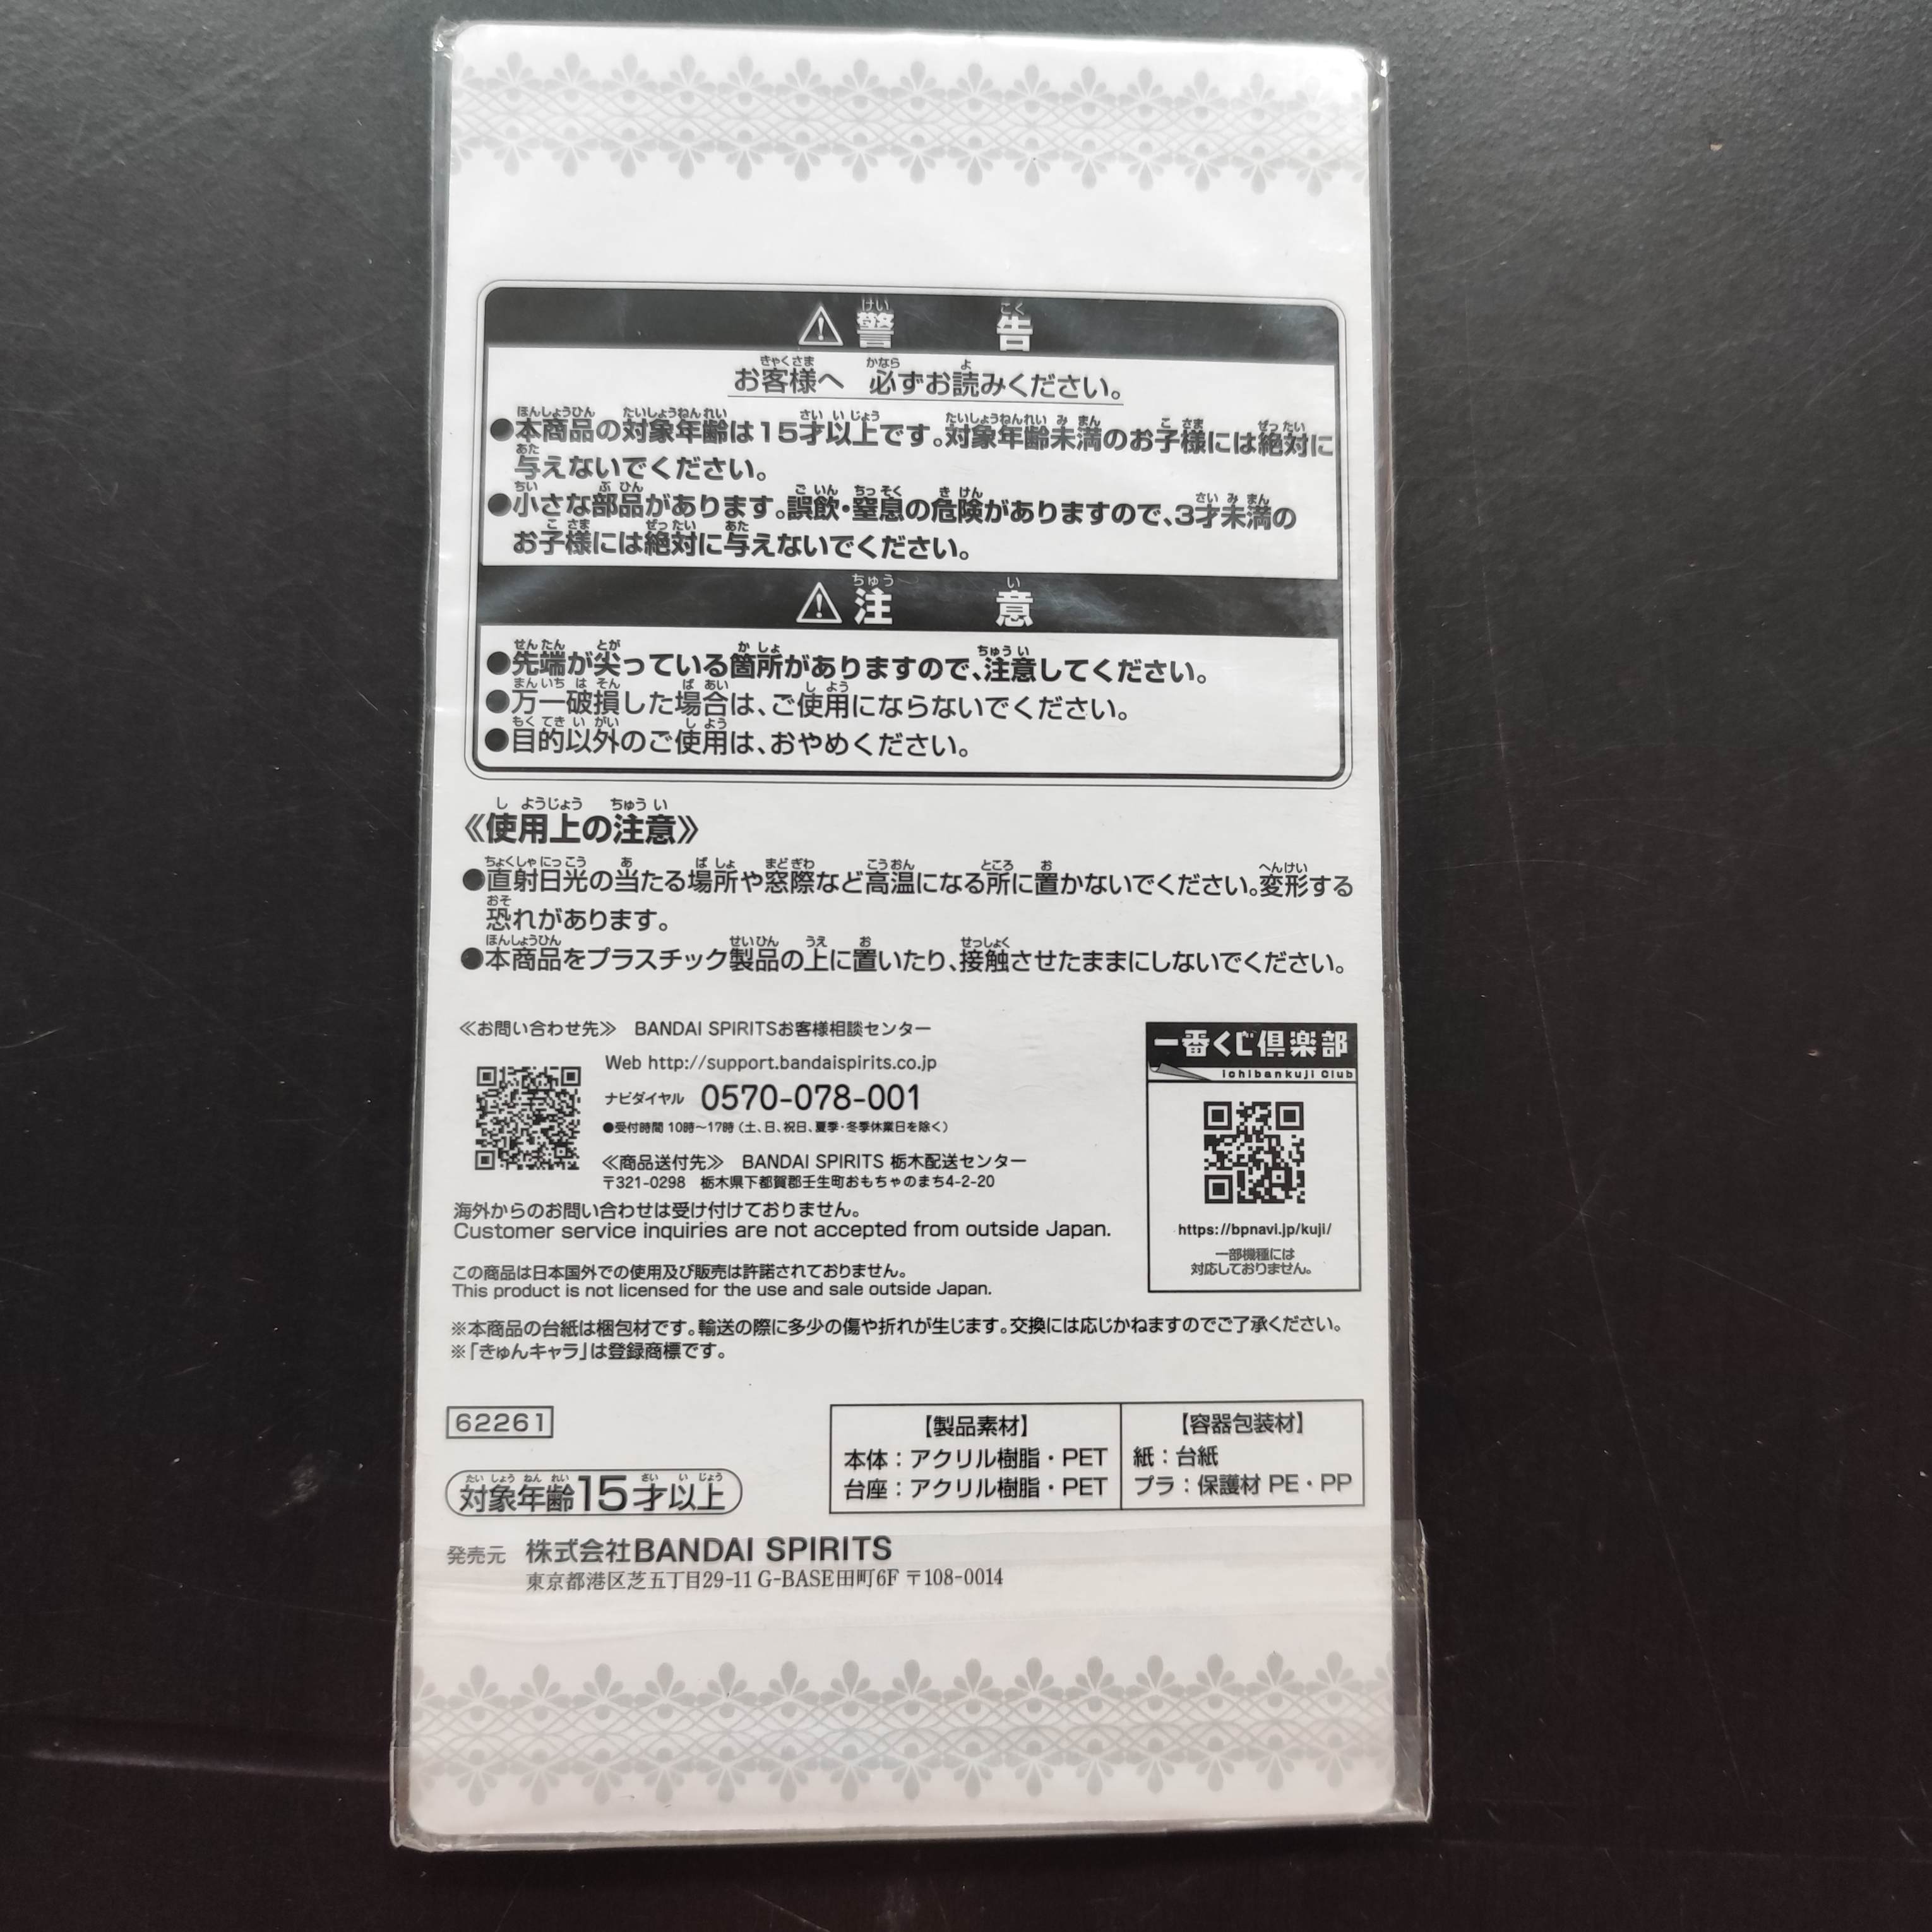 ⚠警告
お客様へ 必ずお読みください。
●本商品の対象年齢は15才以上です。対象年齢未満のお子様には絶対に
与えないでください。
●小さな部品があります。誤飲・窒息の危険がありますので、3才未満の
お子様には絶対に与えないでください。
⚠注意
●先端が尖っている箇所がありますので、注意してください。
●万一破損した場合は、ご使用にならないでください。
●目的以外のご使用は、おやめください。
《使用上の注意》
●直射日光の当たる場所や窓際など高温になる所に置かないでください。変形する
恐れがあります。
●本商品をプラスチック製品の上に置いたり、接触させたままにしないでください。
≪お問い合わせ先≫ BANDAI SPIRITSお客様相談センター
Web http://support.bandaispirits.co.jp
ナビダイヤル 0570-078-001
●受付時間 10時〜17時（土、日、祝日、夏季・冬季休業日を除く）
≪商品送付先≫ BANDAI SPIRITS 栃木配送センター
〒321-0298 栃木県下都賀郡壬生町おもちゃのまち4-2-20
海外からのお問い合わせは受け付けておりません。
Customer service inquiries are not accepted from outside Japan.
この商品は日本国外での使用及び販売は許諾されておりません。
This product is not licensed for the use and sale outside Japan.
一番くじ倶楽部
ichibankuji Club
https://bpnavi.jp/kuji/
一部機種には
対応しておりません。
※本商品の台紙は梱包材です。輸送の際に多少の傷や折れが生じます。交換には応じかねますのでご了承ください。
※「きゅんキャラ」は登録商標です。
62261
対象年齢15才以上
【製品素材】
本体：アクリル樹脂・PET
台座：アクリル樹脂・PET
【容器包装材】
紙：台紙
プラ：保護材 PE・PP
発売元 株式会社BANDAI SPIRITS
東京都港区芝五丁目29-11 G-BASE田町6F 〒108-0014